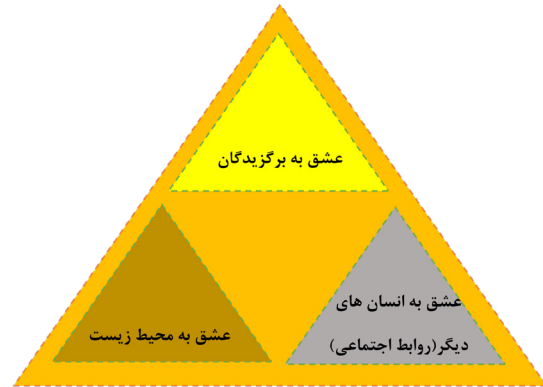 عشق به برگزیدگان
عشق به انسان های
دیگر(روابط اجتماعی)
عشق به محیط زیست